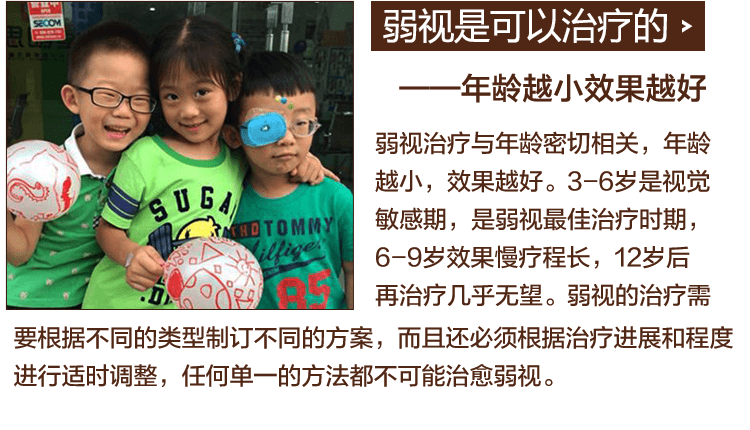 弱视是可以治疗的 >
——年龄越小效果越好
弱视治疗与年龄密切相关，年龄
越小，效果越好。3-6岁是视觉
敏感期，是弱视最佳治疗时期，
6-9岁效果慢疗程长，12岁后
再治疗几乎无望。弱视的治疗需
要根据不同的类型制订不同的方案，而且还必须根据治疗进展和程度
进行适时调整，任何单一的方法都不可能治愈弱视。
SECOM
SUGA
TOMMY
hilfiger
85